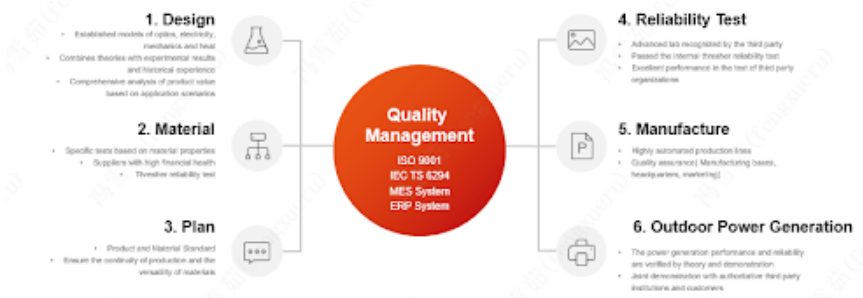 1. Design
• Established models of optics, electricity,
mechanics and heat
• Combines theories with experimental results
and historical experience
• Comprehensive analysis of product value
based on application scenarios
2. Material
• Specific tests based on material properties
• Suppliers with high financial health
• Thresher reliability test
3. Plan
• Product and Material Standard
• Ensure the continuity of production and the
versatility of materials
Quality
Management
ISO 9001
IEC TS 6294
MES System
ERP System
4. Reliability Test
• Advanced lab recognized by the third party
• Passed the internal thresher reliability test
• Excellent performance in the test of third party
organizations
5. Manufacture
P
• Highly automated production lines
• Quality assurance( Manufacturing bases,
headquarters, marketing)
6. Outdoor Power Generation
• The power generation performance and reliability
are verified by theory and demonstration
• Joint demonstration with authoritative third party
institutions and customers